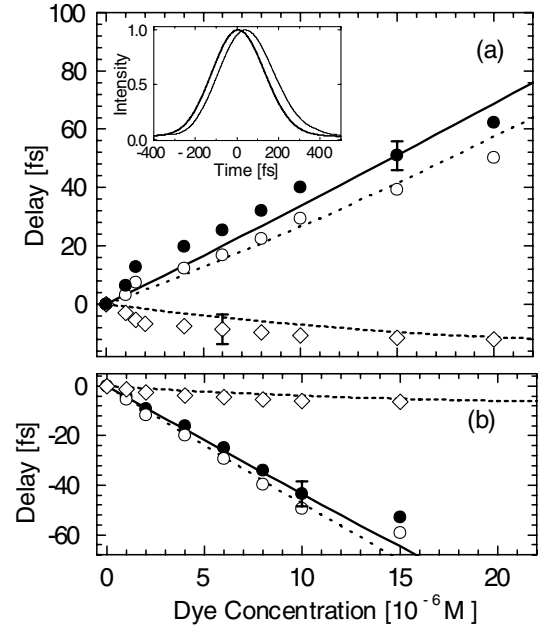 100
80
60
40
20
0
Delay [fs]
(a)
1.0
0.5
0.0
Intensity
-400 -200 0 200 400
Time [fs]
0
-20
-40
-60
Delay [fs]
(b)
0 5 10 15 20
Dye Concentration [10⁻⁶ M]